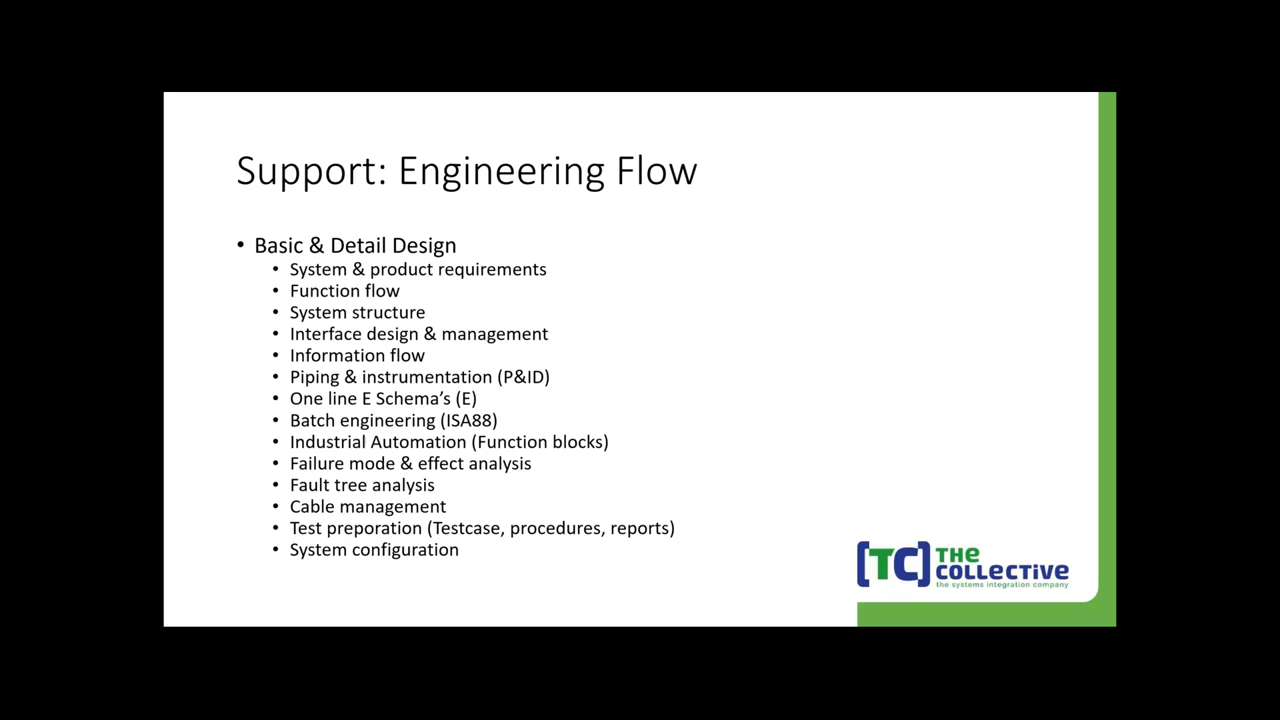 Support: Engineering Flow
• Basic & Detail Design
• System & product requirements
• Function flow
• System structure
• Interface design & management
• Information flow
• Piping & instrumentation (P&ID)
• One line E Schema's (E)
• Batch engineering (ISA88)
• Industrial Automation (Function blocks)
• Failure mode & effect analysis
• Fault tree analysis
• Cable management
• Test preporation (Testcase, procedures, reports)
• System configuration
[TC] THE
COLLECTIVE
the systems integration company